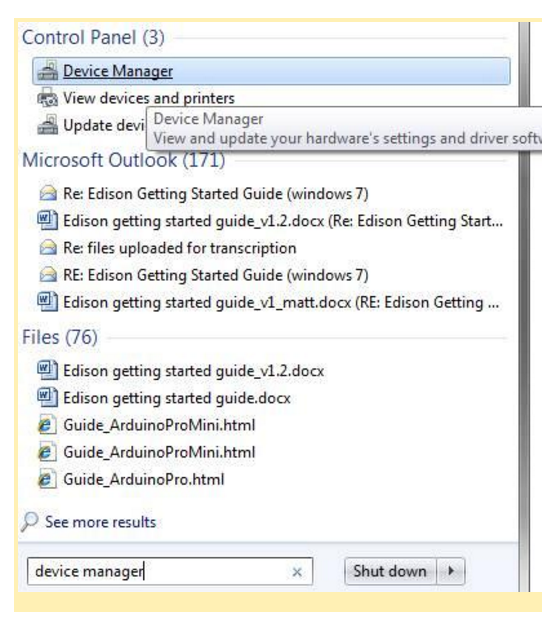 Control Panel (3)
Device Manager
View devices and printers
Update devi
Device Manager
View and update your hardware's settings and driver softw
Microsoft Outlook (171)
Re: Edison Getting Started Guide (windows 7)
Edison getting started guide_v1.2.docx (Re: Edison Getting Start...
Re: files uploaded for transcription
RE: Edison Getting Started Guide (windows 7)
Edison getting started guide_v1_matt.docx (RE: Edison Getting ...
Files (76)
Edison getting started guide_v1.2.docx
Edison getting started guide.docx
Guide_ArduinoProMini.html
Guide_ArduinoProMini.html
Guide_ArduinoPro.html
See more results
device manager
Shut down